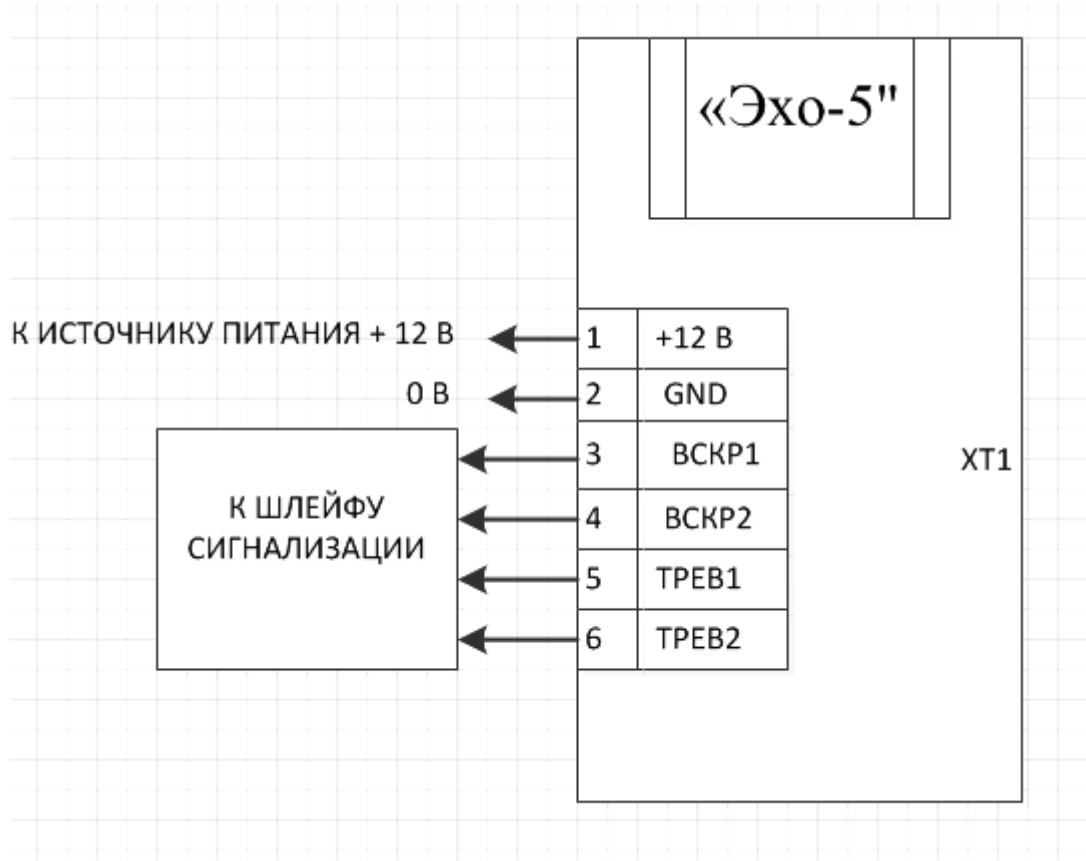 «Эхо-5"
К ИСТОЧНИКУ ПИТАНИЯ + 12 В
1 +12 В
0 В
2 GND
3 ВСКР1
XT1
К ШЛЕЙФУ
СИГНАЛИЗАЦИИ
4 ВСКР2
5 ТРЕВ1
6 ТРЕВ2